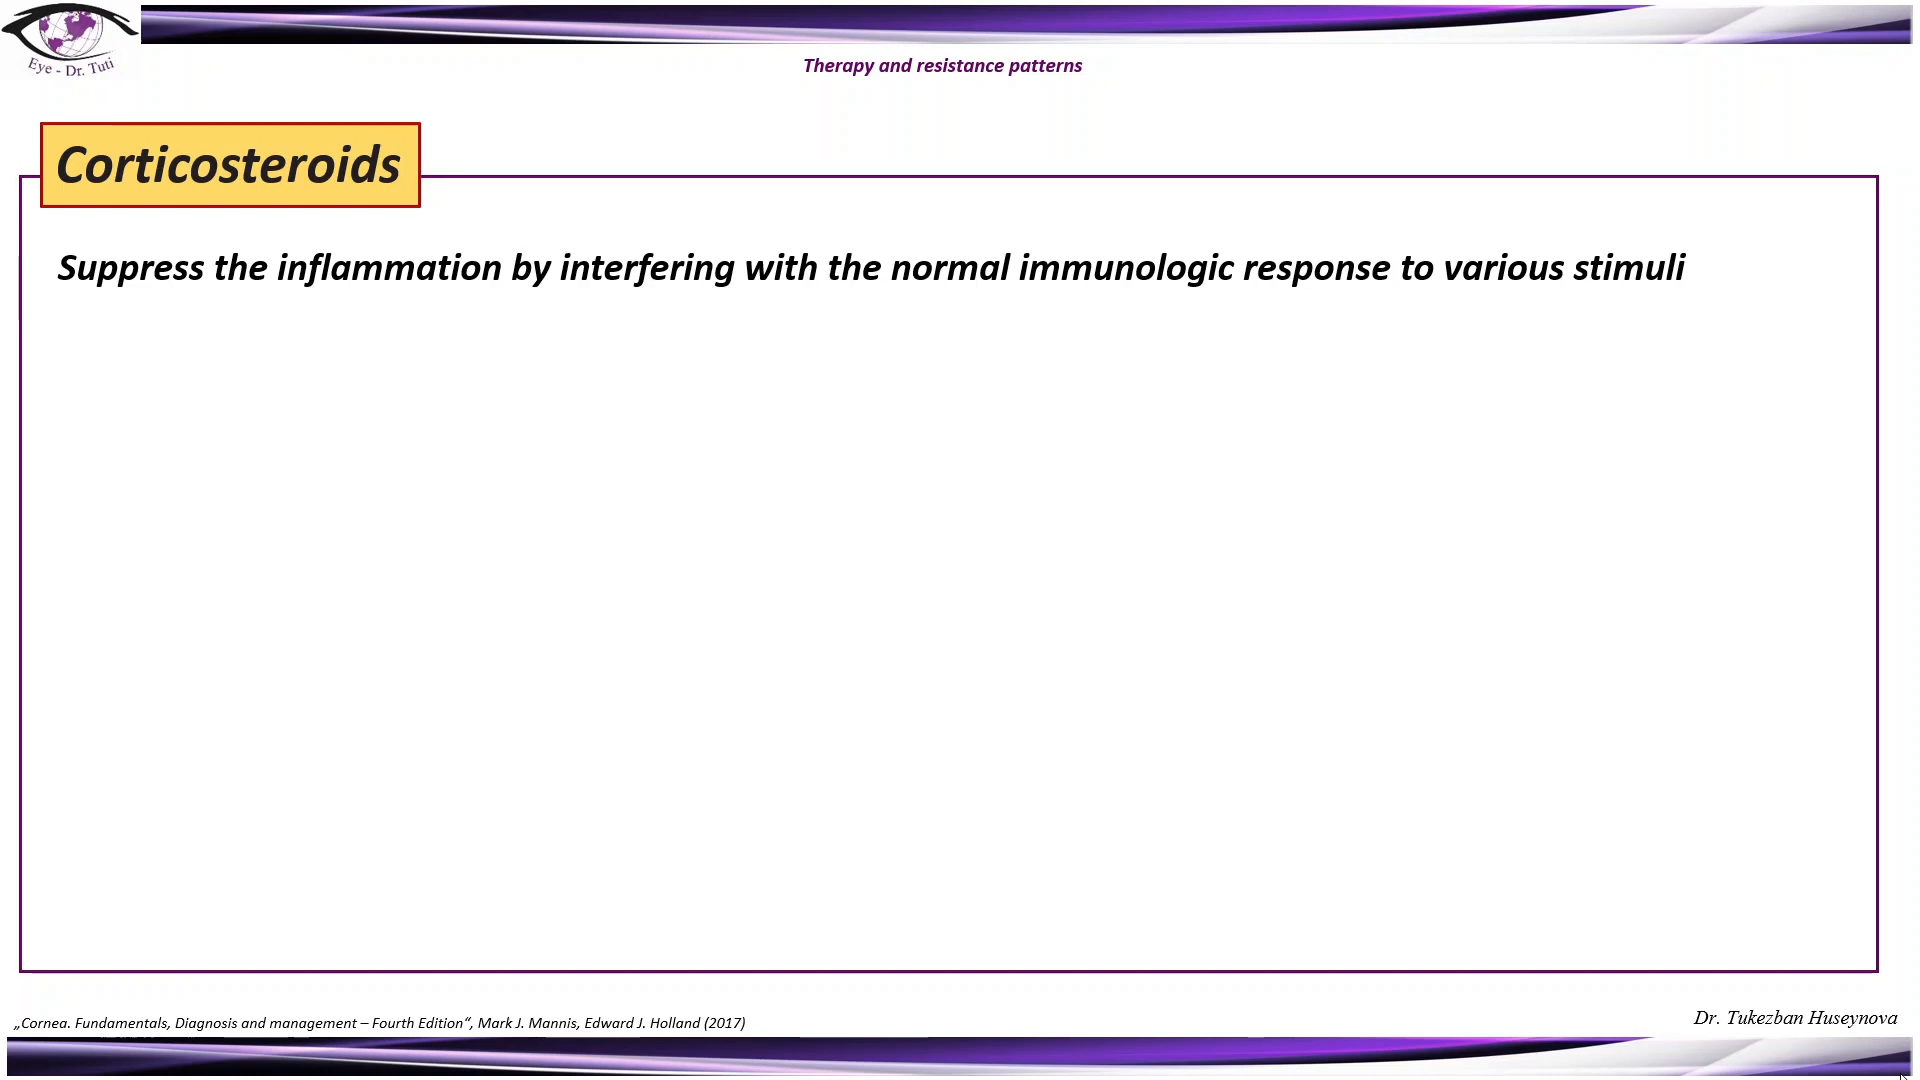 Eye - Dr. Tuti
Therapy and resistance patterns
Corticosteroids
Suppress the inflammation by interfering with the normal immunologic response to various stimuli
„Cornea. Fundamentals, Diagnosis and management – Fourth Edition“, Mark J. Mannis, Edward J. Holland (2017)
Dr. Tukezban Huseynova